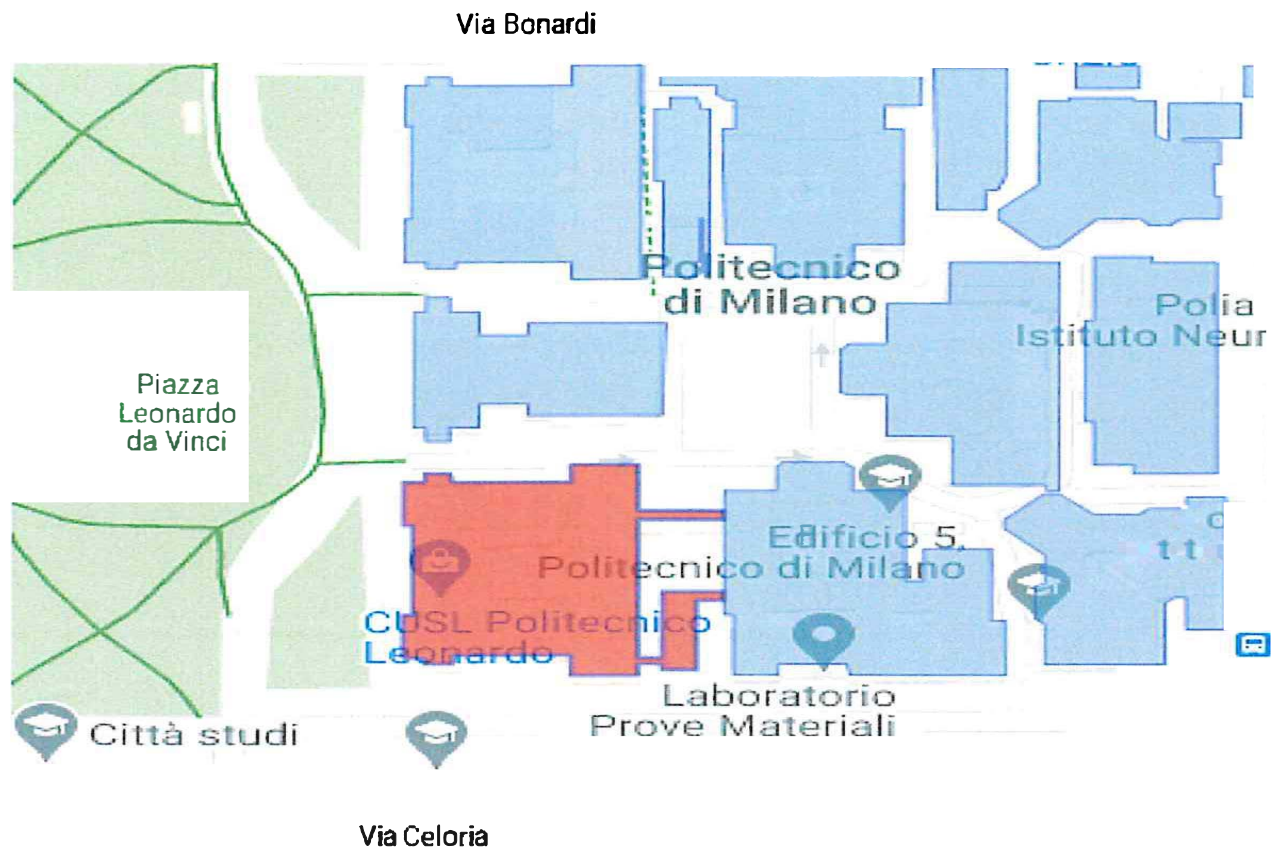 Via Bonardi
Politecnico
di Milano
Polia
Istituto Neur
Piazza
Leonardo
da Vinci
Edificio 5,
Politecnico di Milano
CUSL Politecnico
Leonardo
Laboratorio
Prove Materiali
Città studi
Via Celoria